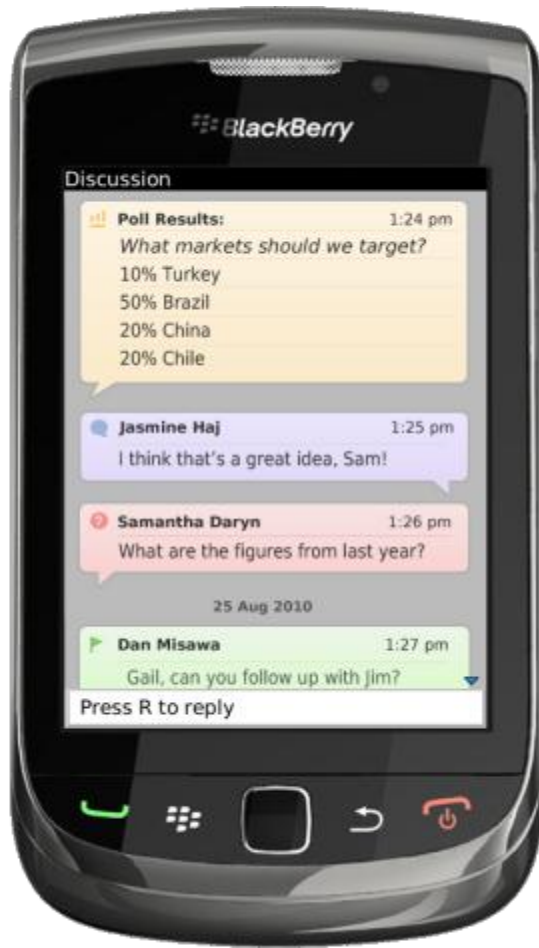 BlackBerry
Discussion
Poll Results: 1:24 pm
What markets should we target?
10% Turkey
50% Brazil
20% China
20% Chile
Jasmine Haj 1:25 pm
I think that's a great idea, Sam!
Samantha Daryn 1:26 pm
What are the figures from last year?
25 Aug 2010
Dan Misawa 1:27 pm
Gail, can you follow up with Jim?
Press R to reply